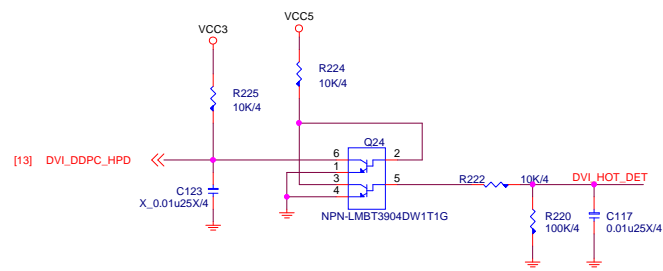 VCC3
VCC5
R225
10K/4
R224
10K/4
Q24
[13] DVI_DDPC_HPD
6
1
3
4
2
5
R222
10K/4
DVI_HOT_DET
C123
X_0.01u25X/4
NPN-LMBT3904DW1T1G
R220
100K/4
C117
0.01u25X/4